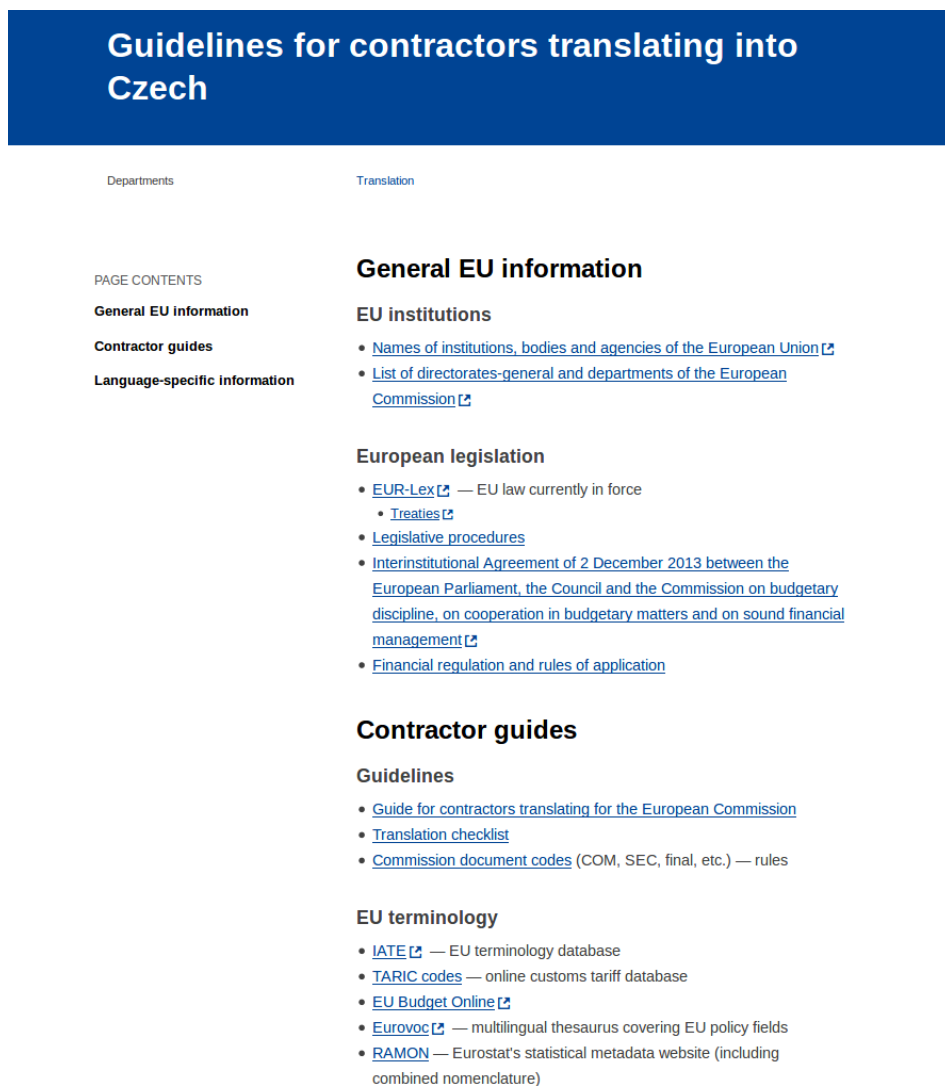 Guidelines for contractors translating into
Czech
Departments
Translation
PAGE CONTENTS
General EU information
Contractor guides
Language-specific information
General EU information
EU institutions
• Names of institutions, bodies and agencies of the European Union
• List of directorates-general and departments of the European
Commission
European legislation
• EUR-Lex — EU law currently in force
• Treaties
• Legislative procedures
• Interinstitutional Agreement of 2 December 2013 between the
European Parliament, the Council and the Commission on budgetary
discipline, on cooperation in budgetary matters and on sound financial
management
• Financial regulation and rules of application
Contractor guides
Guidelines
• Guide for contractors translating for the European Commission
• Translation checklist
• Commission document codes (COM, SEC, final, etc.) — rules
EU terminology
• IATE — EU terminology database
• TARIC codes — online customs tariff database
• EU Budget Online
• Eurovoc — multilingual thesaurus covering EU policy fields
• RAMON — Eurostat's statistical metadata website (including
combined nomenclature)